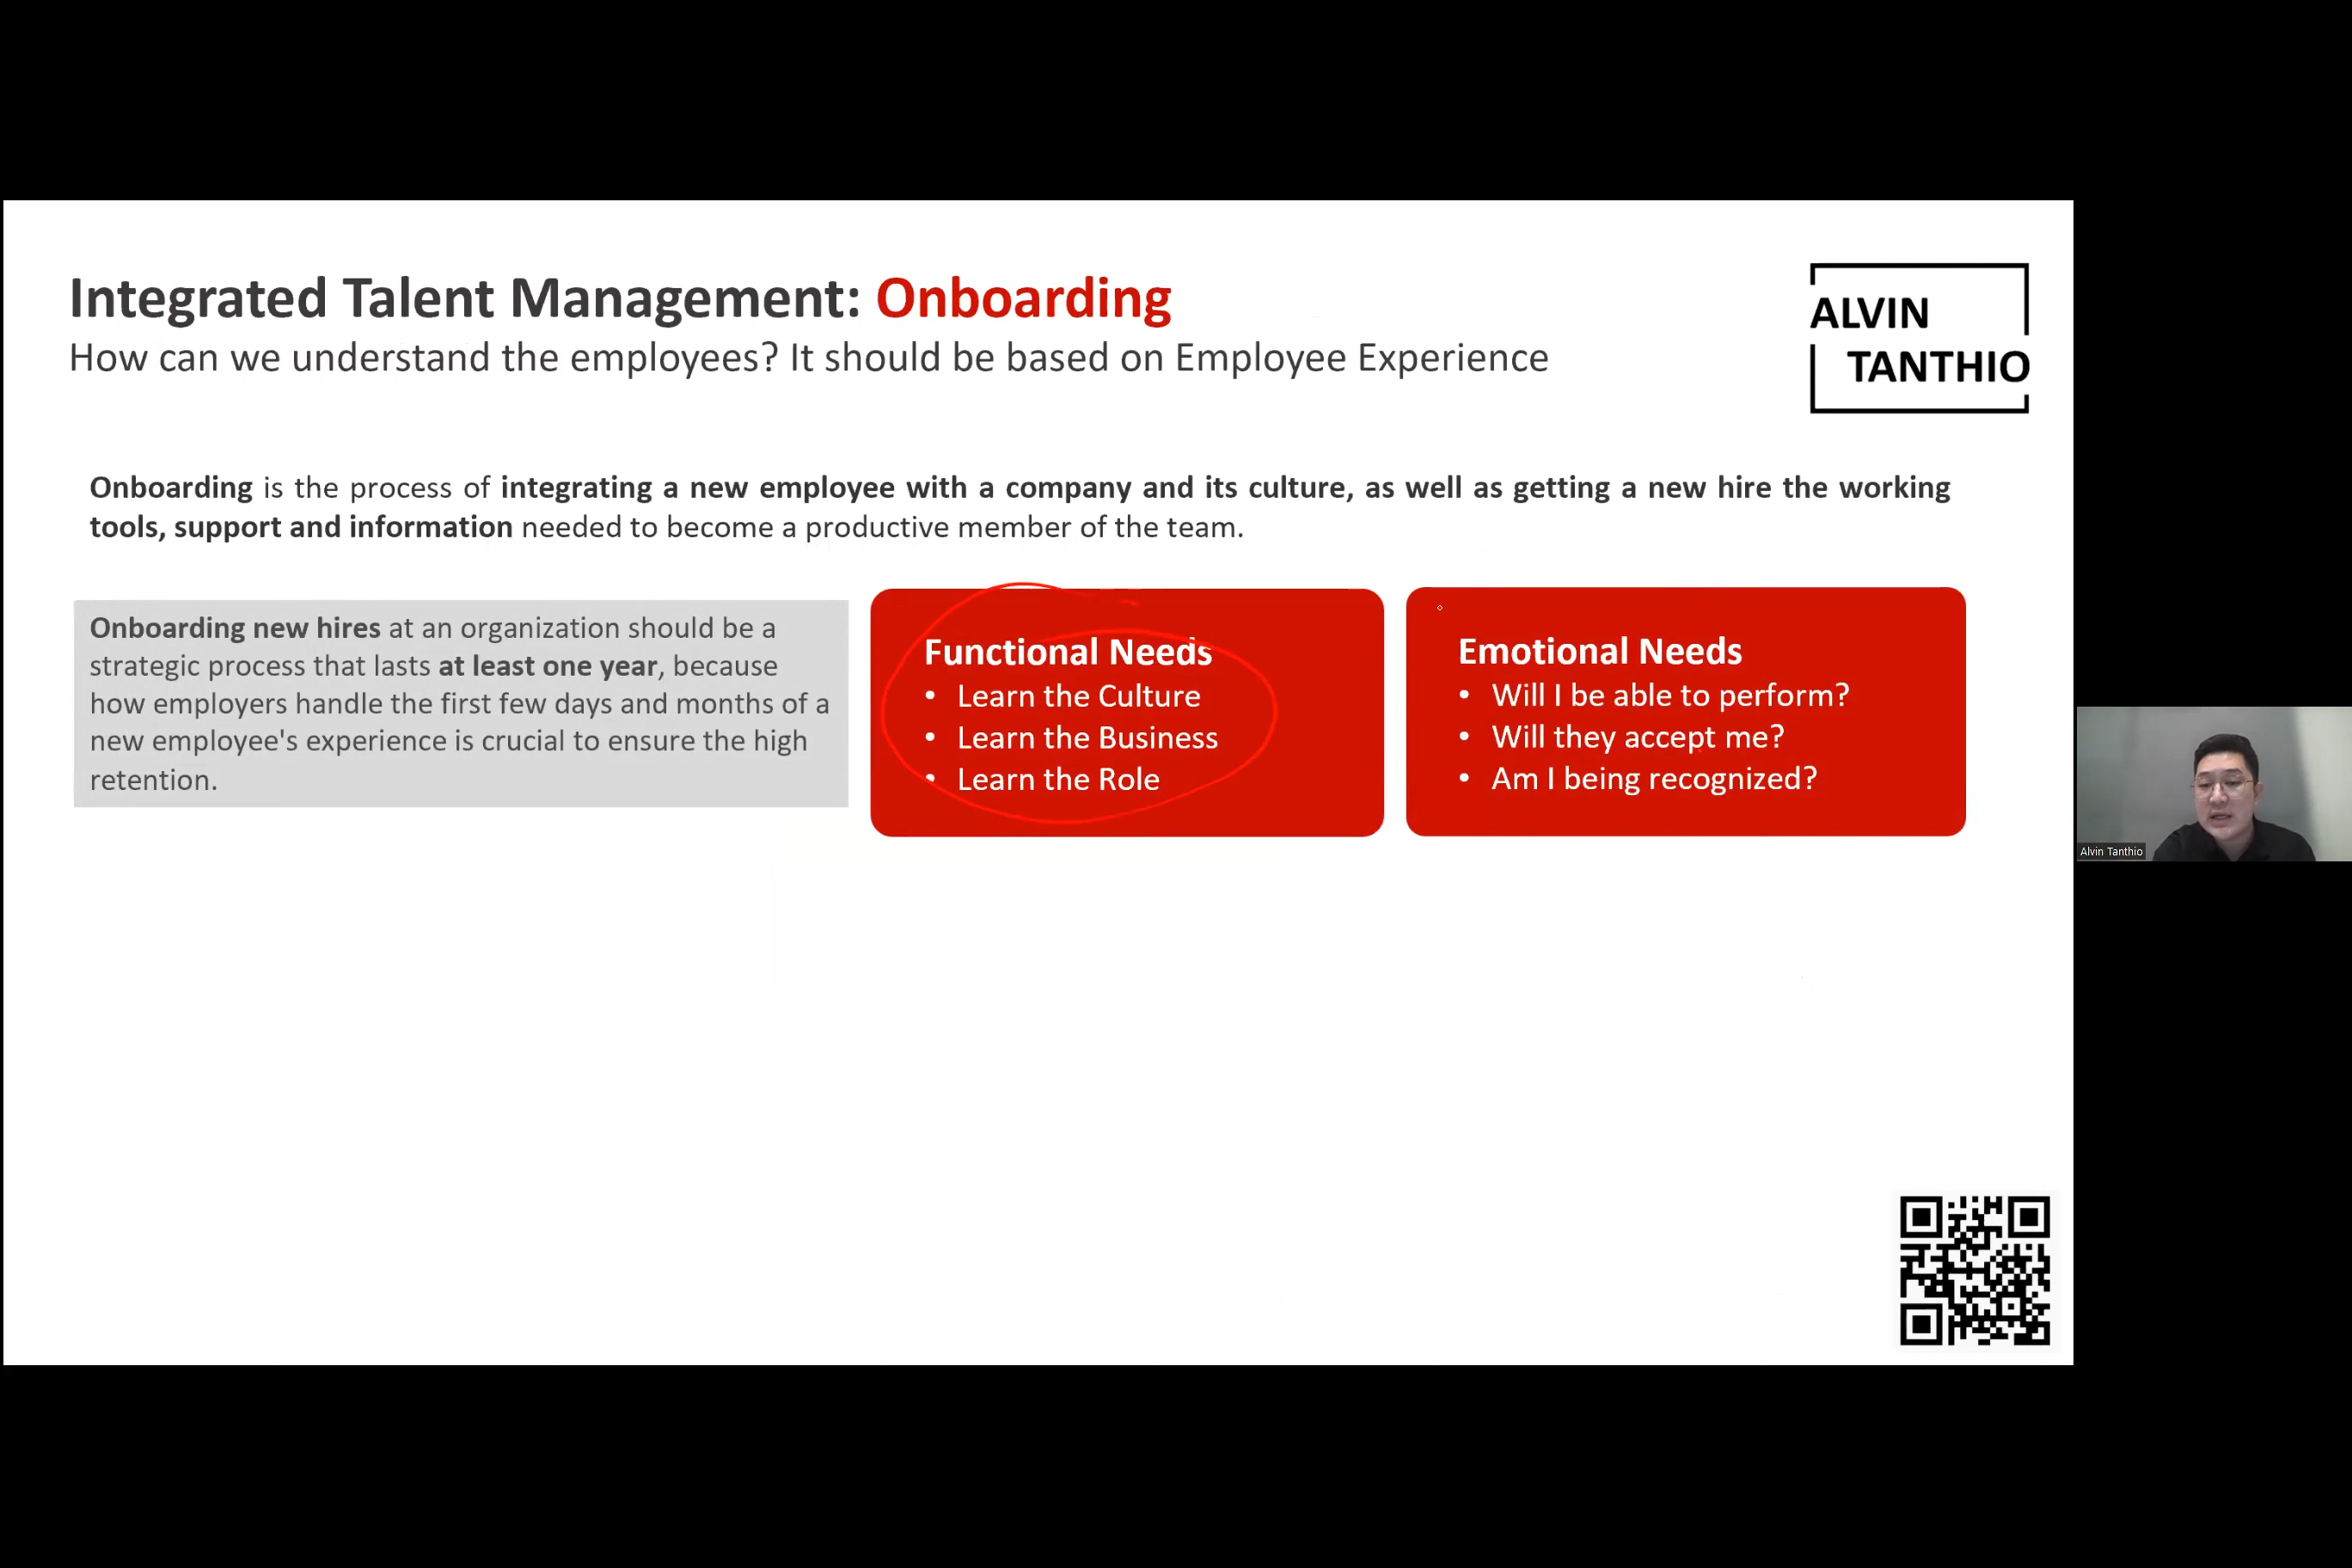 Integrated Talent Management: Onboarding
How can we understand the employees? It should be based on Employee Experience
ALVIN
TANTHIO
Onboarding is the process of integrating a new employee with a company and its culture, as well as getting a new hire the working
tools, support and information needed to become a productive member of the team.
Onboarding new hires at an organization should be a
strategic process that lasts at least one year, because
how employers handle the first few days and months of a
new employee's experience is crucial to ensure the high
retention.
Functional Needs
• Learn the Culture
• Learn the Business
• Learn the Role
Emotional Needs
• Will I be able to perform?
• Will they accept me?
• Am I being recognized?
Alvin Tanthio